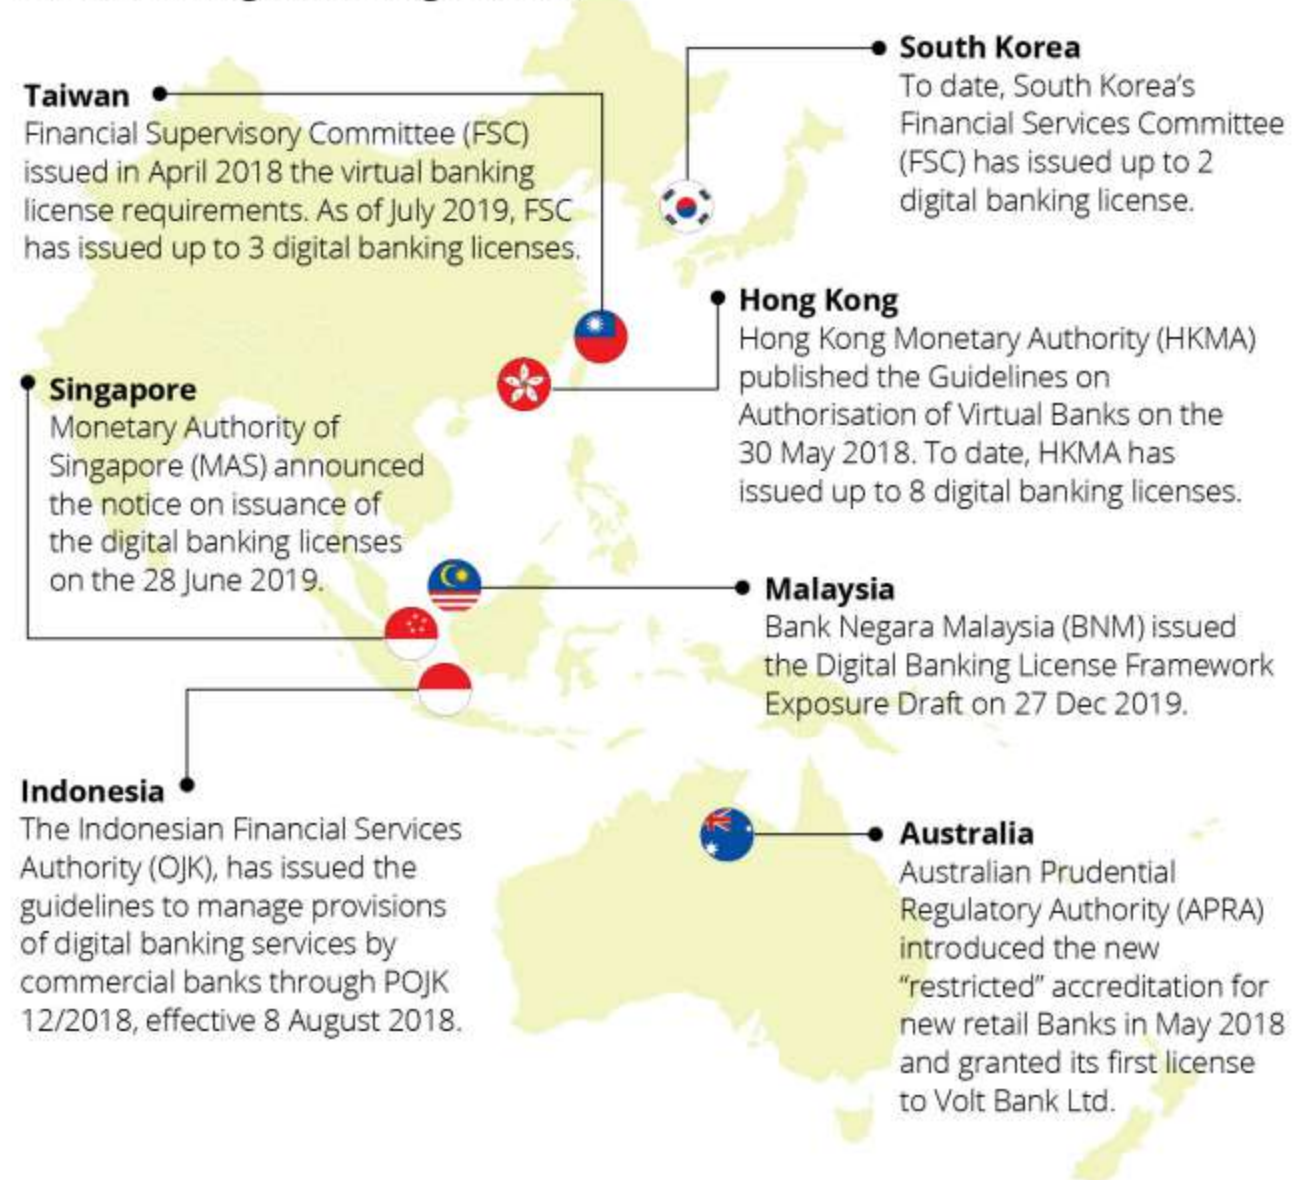 South Korea
To date, South Korea's
Financial Services Committee
(FSC) has issued up to 2
digital banking license.
Taiwan
Financial Supervisory Committee (FSC)
issued in April 2018 the virtual banking
license requirements. As of July 2019, FSC
has issued up to 3 digital banking licenses.
Hong Kong
Hong Kong Monetary Authority (HKMA)
published the Guidelines on
Authorisation of Virtual Banks on the
30 May 2018. To date, HKMA has
issued up to 8 digital banking licenses.
Singapore
Monetary Authority of
Singapore (MAS) announced
the notice on issuance of
the digital banking licenses
on the 28 June 2019.
Malaysia
Bank Negara Malaysia (BNM) issued
the Digital Banking License Framework
Exposure Draft on 27 Dec 2019.
Indonesia
The Indonesian Financial Services
Authority (OJK), has issued the
guidelines to manage provisions
of digital banking services by
commercial banks through POJK
12/2018, effective 8 August 2018.
Australia
Australian Prudential
Regulatory Authority (APRA)
introduced the new
“restricted” accreditation for
new retail Banks in May 2018
and granted its first license
to Volt Bank Ltd.